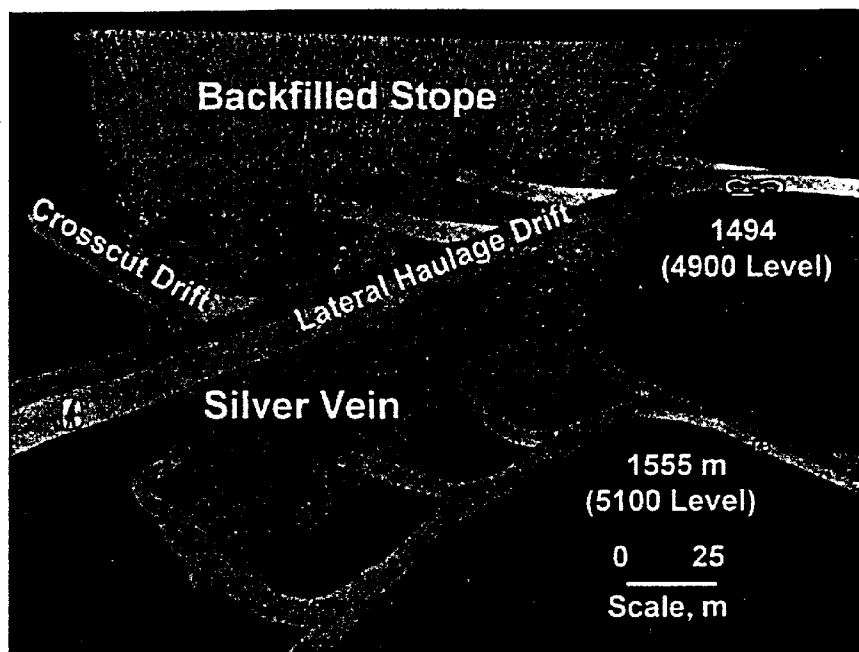 Backfilled Stope
Crosscut Drift
Lateral Haulage Drift
1494
(4900 Level)
Silver Vein
1555 m
(5100 Level)
0 25
Scale, m